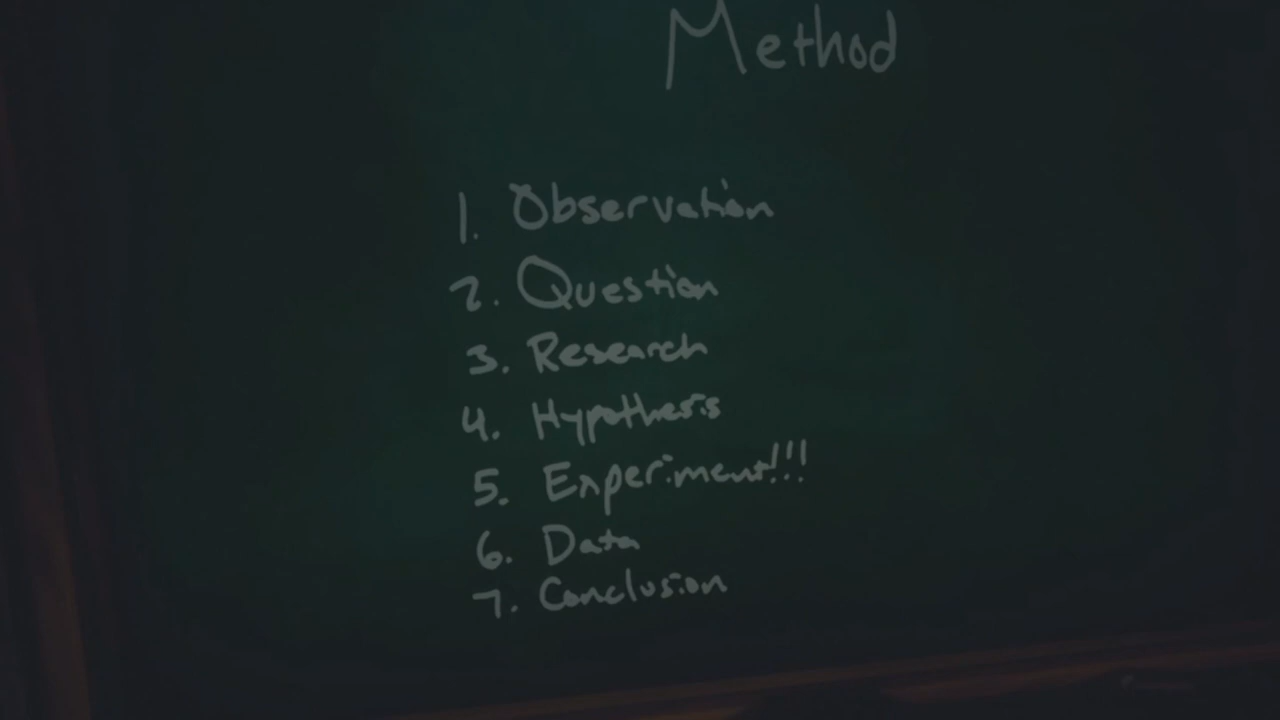 Method
1. Observation
2. Question
3. Research
4. Hypothesis
5. Experiment!!!
6. Data
7. Conclusion